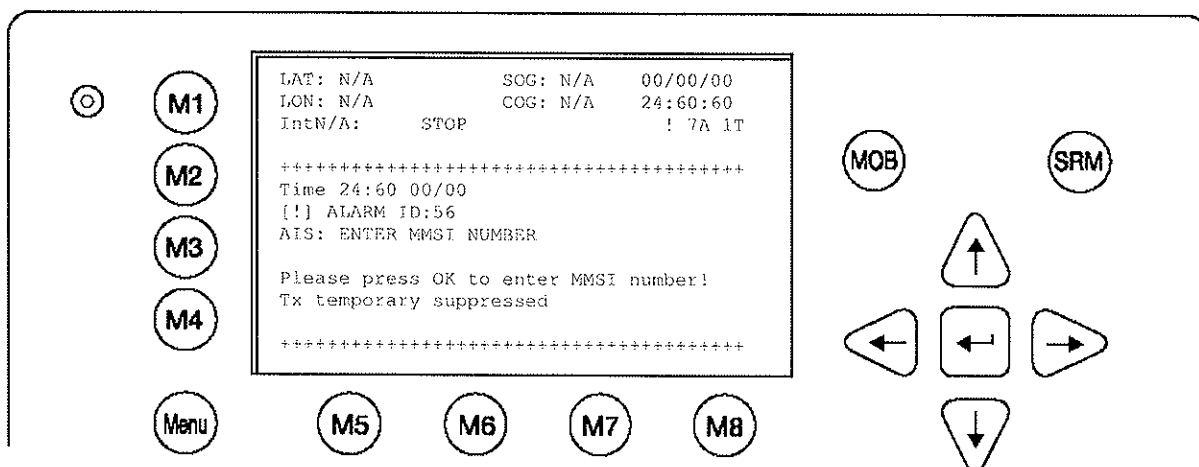 LAT: N/A SOG: N/A 00/00/00
LON: N/A COG: N/A 24:60:60
IntN/A: STOP ! 7A 1T
++++++++++++++++++++++++++++++++++++++++
Time 24:60 00/00
[!] ALARM ID:56
AIS: ENTER MMSI NUMBER
Please press OK to enter MMSI number!
Tx temporary suppressed
++++++++++++++++++++++++++++++++++++++++
M1
M2
M3
M4
Menu
M5 M6 M7 M8
MOB SRM